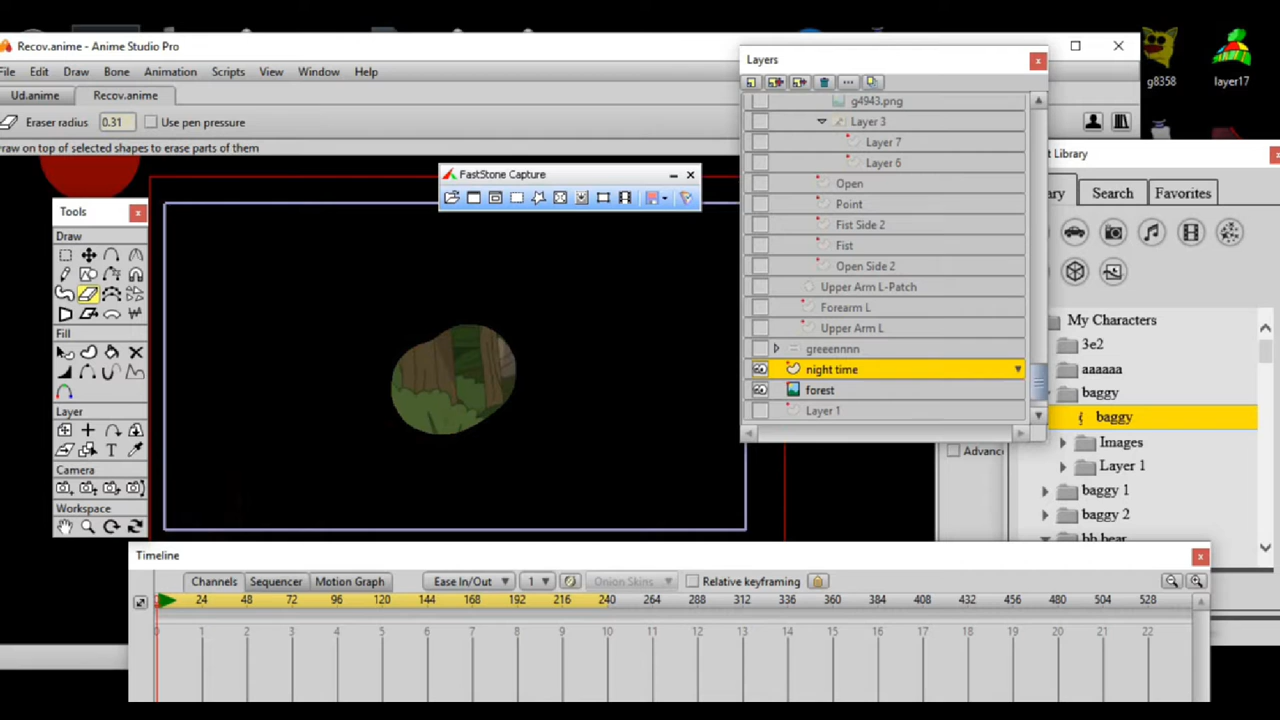 Recov.anime - Anime Studio Pro
File Edit Draw Bone Animation Scripts View Window Help
Ud.anime Recov.anime
Eraser radius 0.31 Use pen pressure
raw on top of selected shapes to erase parts of them
FastStone Capture
Tools
Draw
Fill
Layer
Camera
Workspace
Layers
g4943.png
Layer 3
Layer 7
Layer 6
Open
Point
Fist Side 2
Fist
Open Side 2
Upper Arm L-Patch
Forearm L
Upper Arm L
greeennnn
night time
forest
Layer 1
Advanc
g8358
layer17
t Library
ary Search Favorites
My Characters
3e2
aaaaaa
baggy
baggy
Images
Layer 1
baggy 1
baggy 2
bb bear
Timeline
Channels Sequencer Motion Graph Ease In/Out 1 Onion Skins Relative keyframing
24 48 72 96 120 144 168 192 216 240 264 288 312 336 360 384 408 432 456 480 504 528
0 1 2 3 4 5 6 7 8 9 10 11 12 13 14 15 16 17 18 19 20 21 22